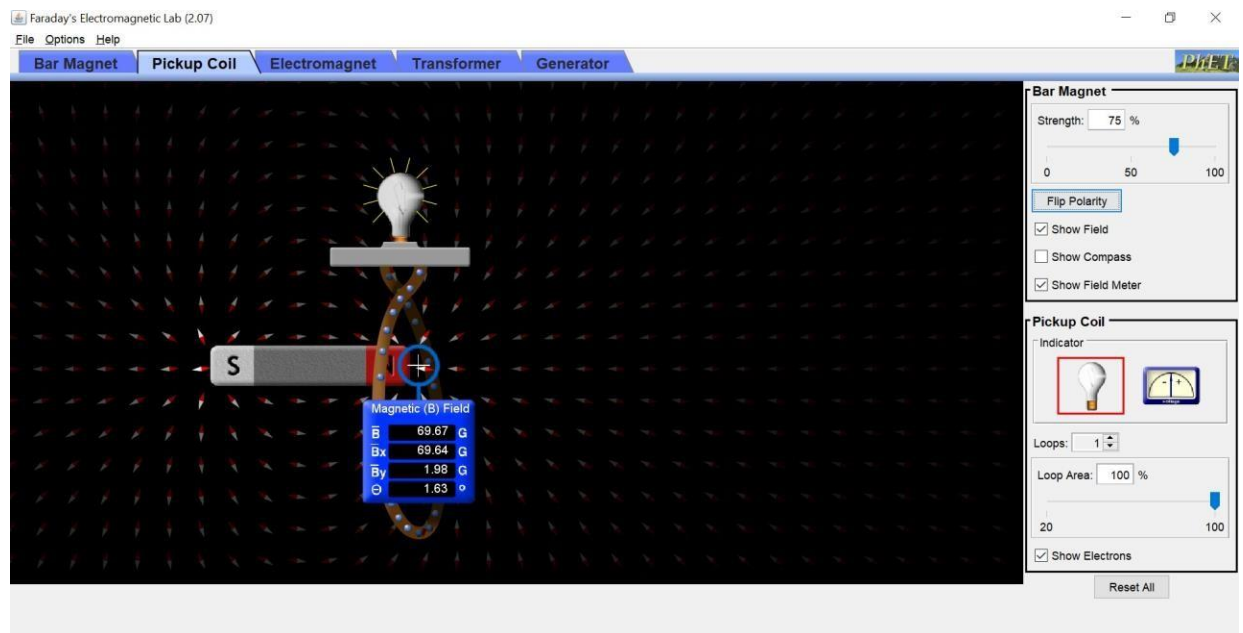 Faraday's Electromagnetic Lab (2.07)
File Options Help
Bar Magnet Pickup Coil Electromagnet Transformer Generator
PhET
Bar Magnet
Strength: 75 %
0 50 100
Flip Polarity
Show Field
Show Compass
Show Field Meter
Pickup Coil
Indicator
- +
voltage
Loops: 1
Loop Area: 100 %
20 100
Show Electrons
Reset All
S
Magnetic (B) Field
B 69.67 G
Bx 69.64 G
By 1.98 G
Θ 1.63 °